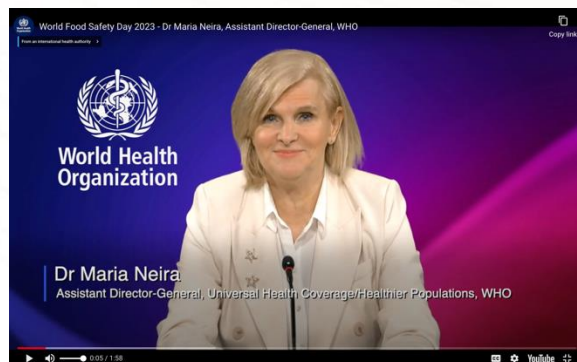 World Food Safety Day 2023 - Dr Maria Neira, Assistant Director-General, WHO
Copy link
From an international health authority
World Health
Organization
Dr Maria Neira
Assistant Director-General, Universal Health Coverage/Healthier Populations, WHO
0:05 / 1:58
CC
YouTube